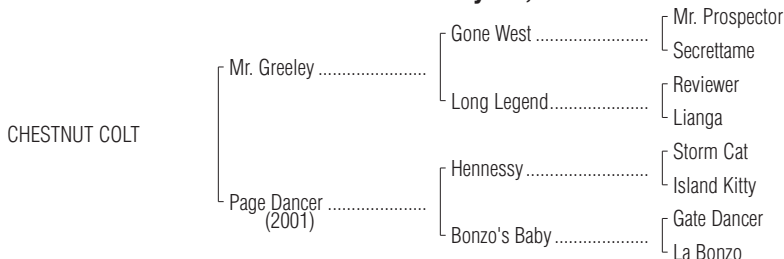 Mr. Prospector
Gone West ......................
Secrettame
Mr. Greeley .....................
Reviewer
Long Legend...................
Lianga
CHESTNUT COLT
Storm Cat
Hennessy.......................
Island Kitty
Page Dancer ...................
(2001)
Gate Dancer
Bonzo's Baby ..................
La Bonzo